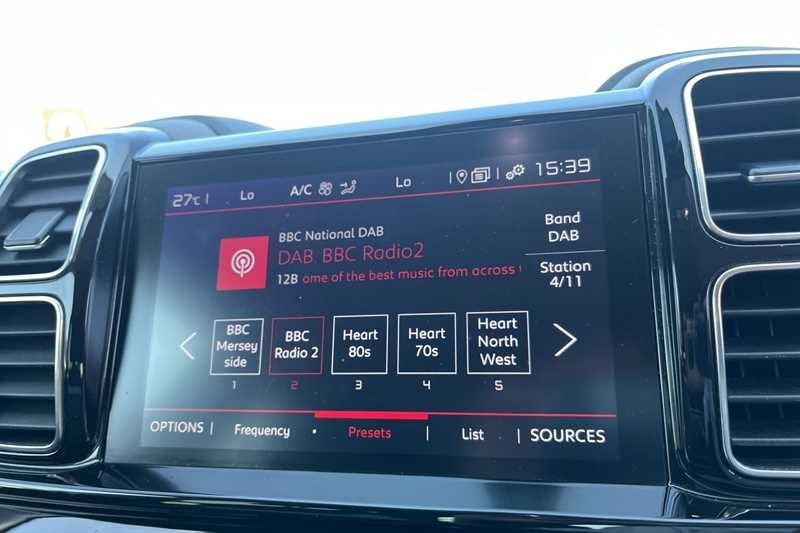 27°C
Lo
A/C
Lo
15:39
BBC National DAB
DAB BBC Radio2
12B ome of the best music from across
Band
DAB
Station
4/11
BBC
Mersey
side
BBC
Radio 2
Heart
80s
Heart
70s
Heart
North
West
1 2 3 4 5
OPTIONS
Frequency
Presets
List
SOURCES